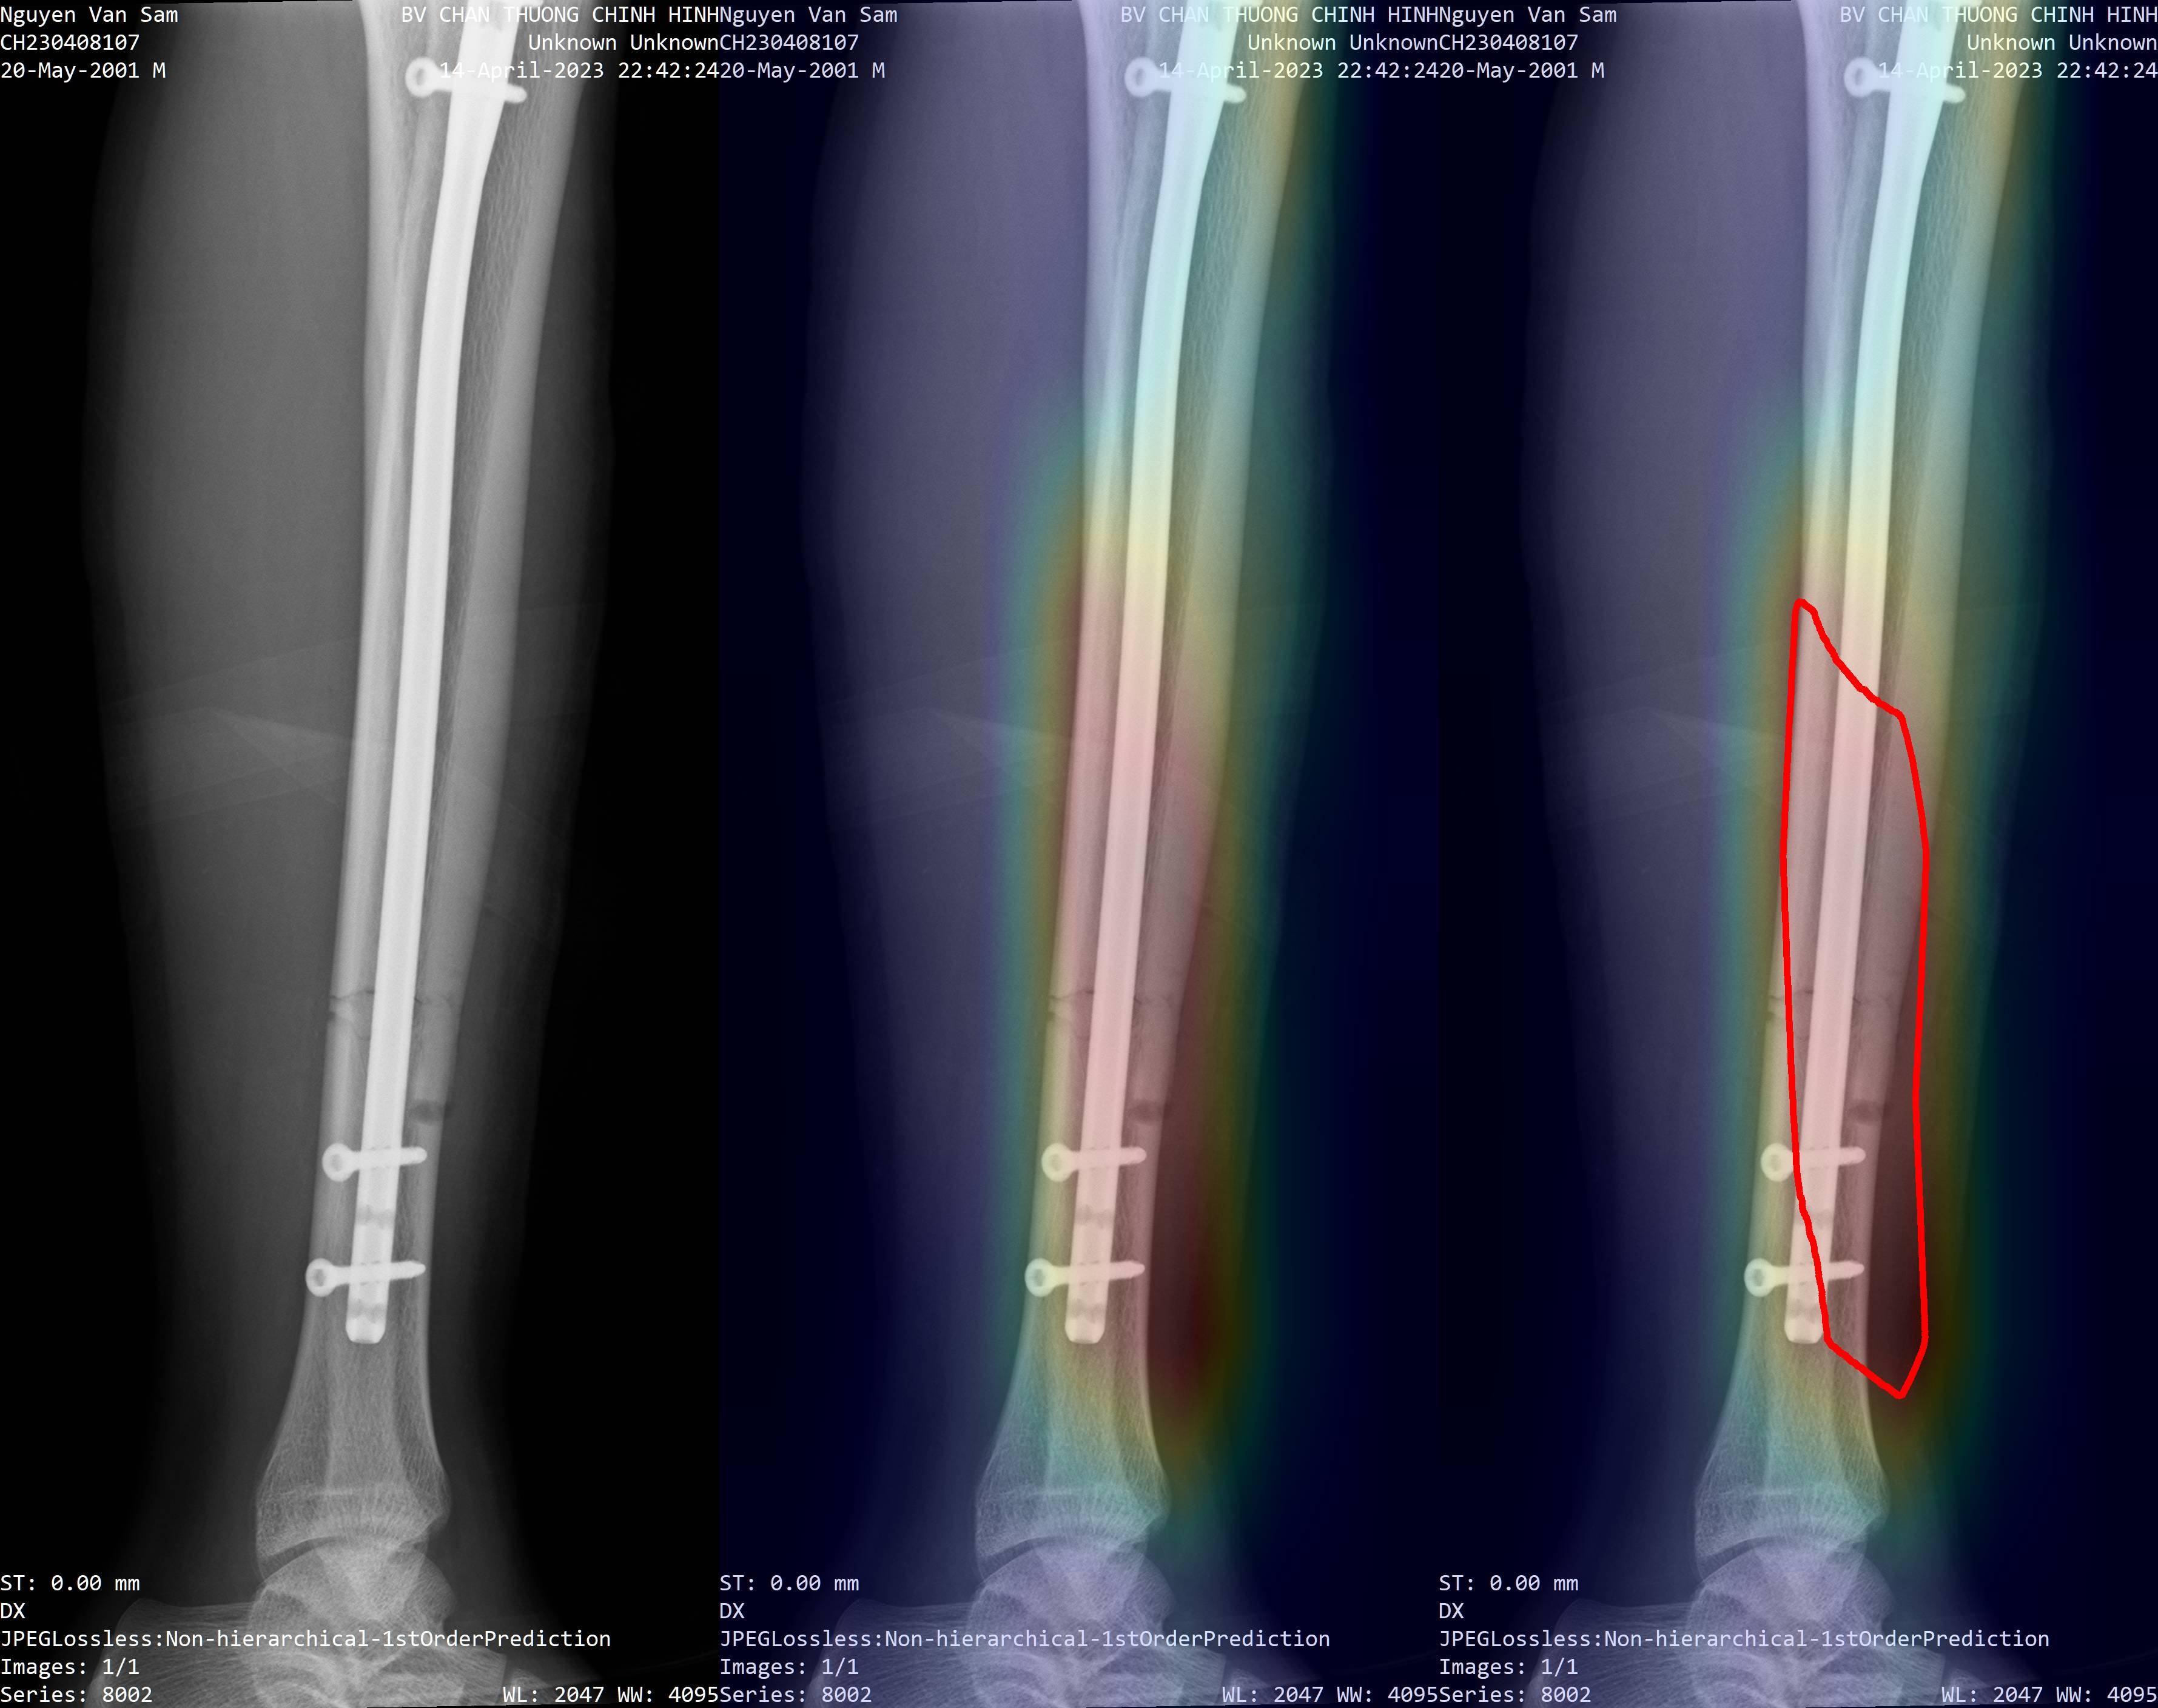 Nguyen Van Sam
CH230408107
20-May-2001 M
BV CHAN THUONG CHINH HINH
Unknown Unknown
14-April-2023 22:42:24
ST: 0.00 mm
DX
JPEGLossless:Non-hierarchical-1stOrderPrediction
Images: 1/1
Series: 8002
WL: 2047 WW: 4095
Nguyen Van Sam
CH230408107
20-May-2001 M
BV CHAN THUONG CHINH HINH
Unknown Unknown
14-April-2023 22:42:24
ST: 0.00 mm
DX
JPEGLossless:Non-hierarchical-1stOrderPrediction
Images: 1/1
Series: 8002
WL: 2047 WW: 4095
Nguyen Van Sam
CH230408107
20-May-2001 M
BV CHAN THUONG CHINH HINH
Unknown Unknown
14-April-2023 22:42:24
ST: 0.00 mm
DX
JPEGLossless:Non-hierarchical-1stOrderPrediction
Images: 1/1
Series: 8002
WL: 2047 WW: 4095